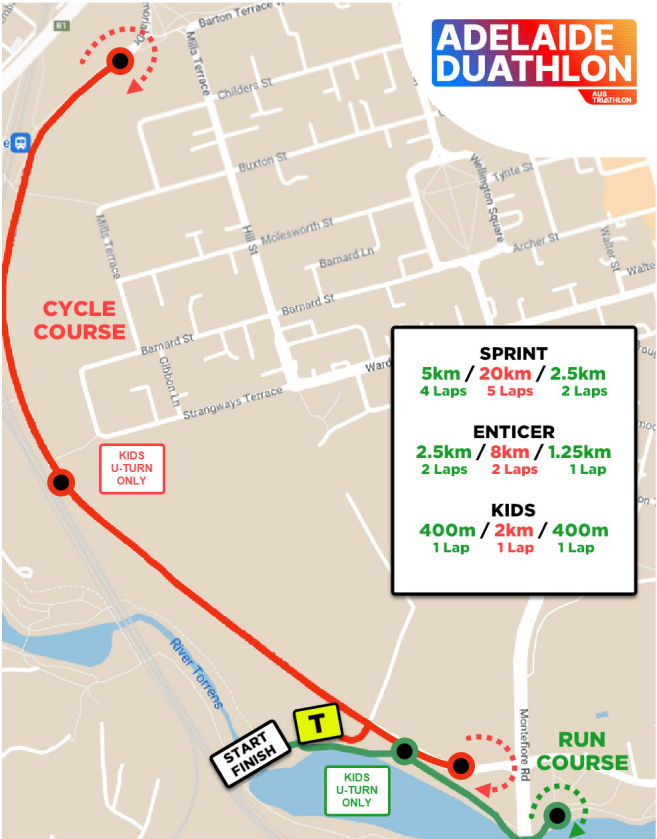 R1
Barton Terrace W
Mills Terrace
ADELAIDE
DUATHLON
AUS
TRIATHLON
Childers St
Buxton St
Wellington Square
Tynte St
Mills Terrace
Hill St
Molesworth St
Archer St
Walter St
Barnard Ln
Walte
CYCLE
COURSE
Barnard St
Barnard St
Gibbon Ln
Ward
Strangways Terrace
SPRINT
5km / 20km / 2.5km
4 Laps 5 Laps 2 Laps
ENTICER
2.5km / 8km / 1.25km
2 Laps 2 Laps 1 Lap
KIDS
400m / 2km / 400m
1 Lap 1 Lap 1 Lap
KIDS
U-TURN
ONLY
River Torrens
T
START
FINISH
Montefiore Rd
RUN
COURSE
KIDS
U-TURN
ONLY